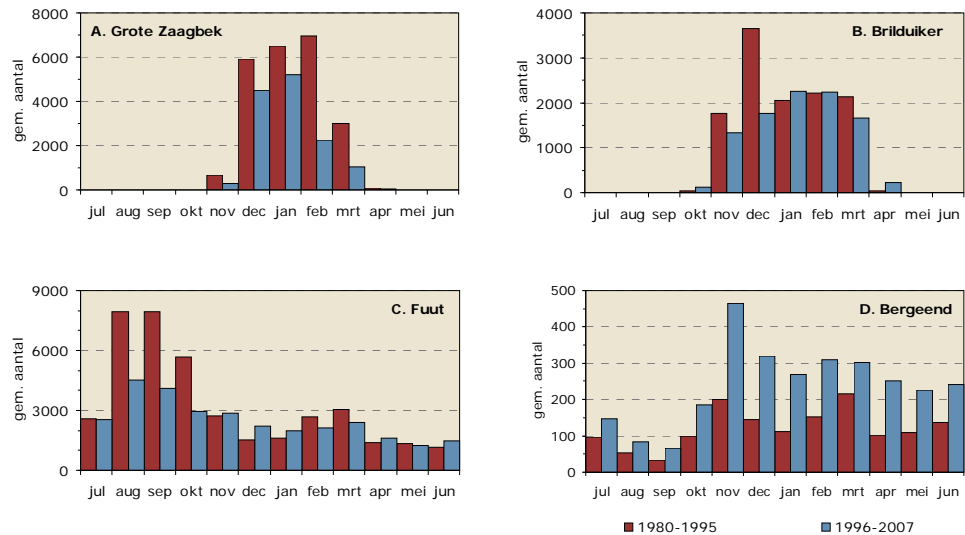 A. Grote Zaagbek
gem. aantal
8000
6000
4000
2000
0
jul aug sep okt nov dec jan feb mrt apr mei jun
B. Brilduiker
gem. aantal
4000
3000
2000
1000
0
jul aug sep okt nov dec jan feb mrt apr mei jun
C. Fuut
gem. aantal
9000
6000
3000
0
jul aug sep okt nov dec jan feb mrt apr mei jun
D. Bergeend
gem. aantal
500
400
300
200
100
0
jul aug sep okt nov dec jan feb mrt apr mei jun
1980-1995 1996-2007